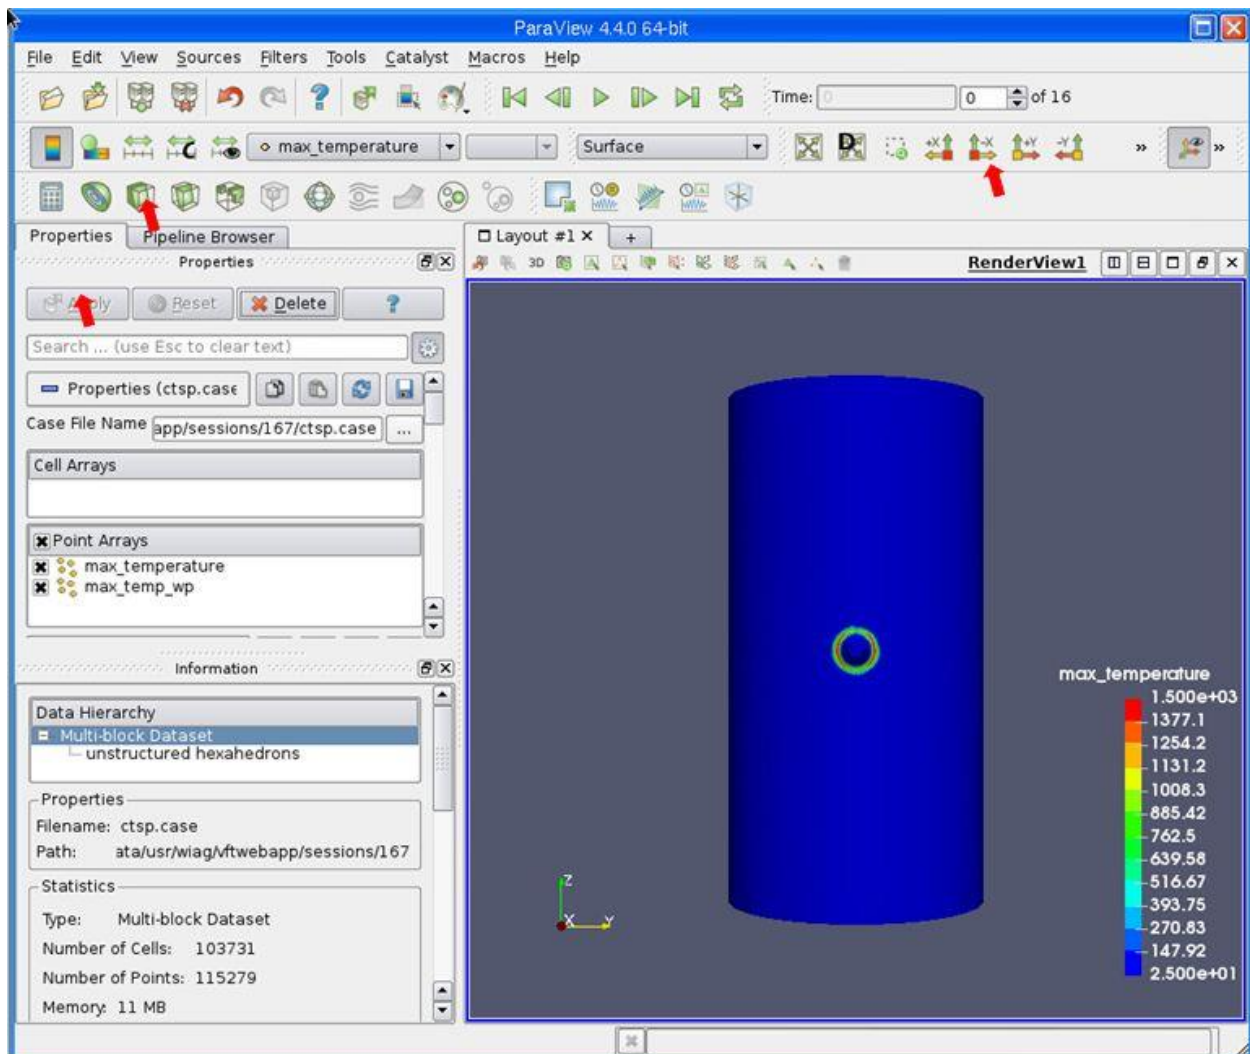 ParaView 4.4.0 64-bit
File Edit View Sources Filters Tools Catalyst Macros Help
Time: 0 0 of 16
max_temperature Surface
Properties Pipeline Browser
Layout #1
Properties
3D
RenderView1
Apply Reset Delete ?
Search ... (use Esc to clear text)
Properties (ctsp.case
Case File Name app/sessions/167/ctsp.case ...
Cell Arrays
Point Arrays
max_temperature
max_temp_wp
Information
Data Hierarchy
Multi-block Dataset
unstructured hexahedrons
Properties
Filename: ctsp.case
Path: ata/usr/wiag/vftwebapp/sessions/167
Statistics
Type: Multi-block Dataset
Number of Cells: 103731
Number of Points: 115279
Memory: 11 MB
Z
X Y
max_temperature
1.500e+03
1377.1
1254.2
1131.2
1008.3
885.42
762.5
639.58
516.67
393.75
270.83
147.92
2.500e+01